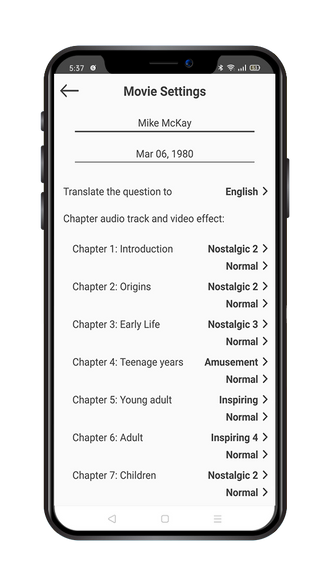 5:37
Movie Settings
Mike McKay
Mar 06, 1980
Translate the question to English
Chapter audio track and video effect:
Chapter 1: Introduction Nostalgic 2
Normal
Chapter 2: Origins Nostalgic 2
Normal
Chapter 3: Early Life Nostalgic 3
Normal
Chapter 4: Teenage years Amusement
Normal
Chapter 5: Young adult Inspiring
Normal
Chapter 6: Adult Inspiring 4
Normal
Chapter 7: Children Nostalgic 2
Normal